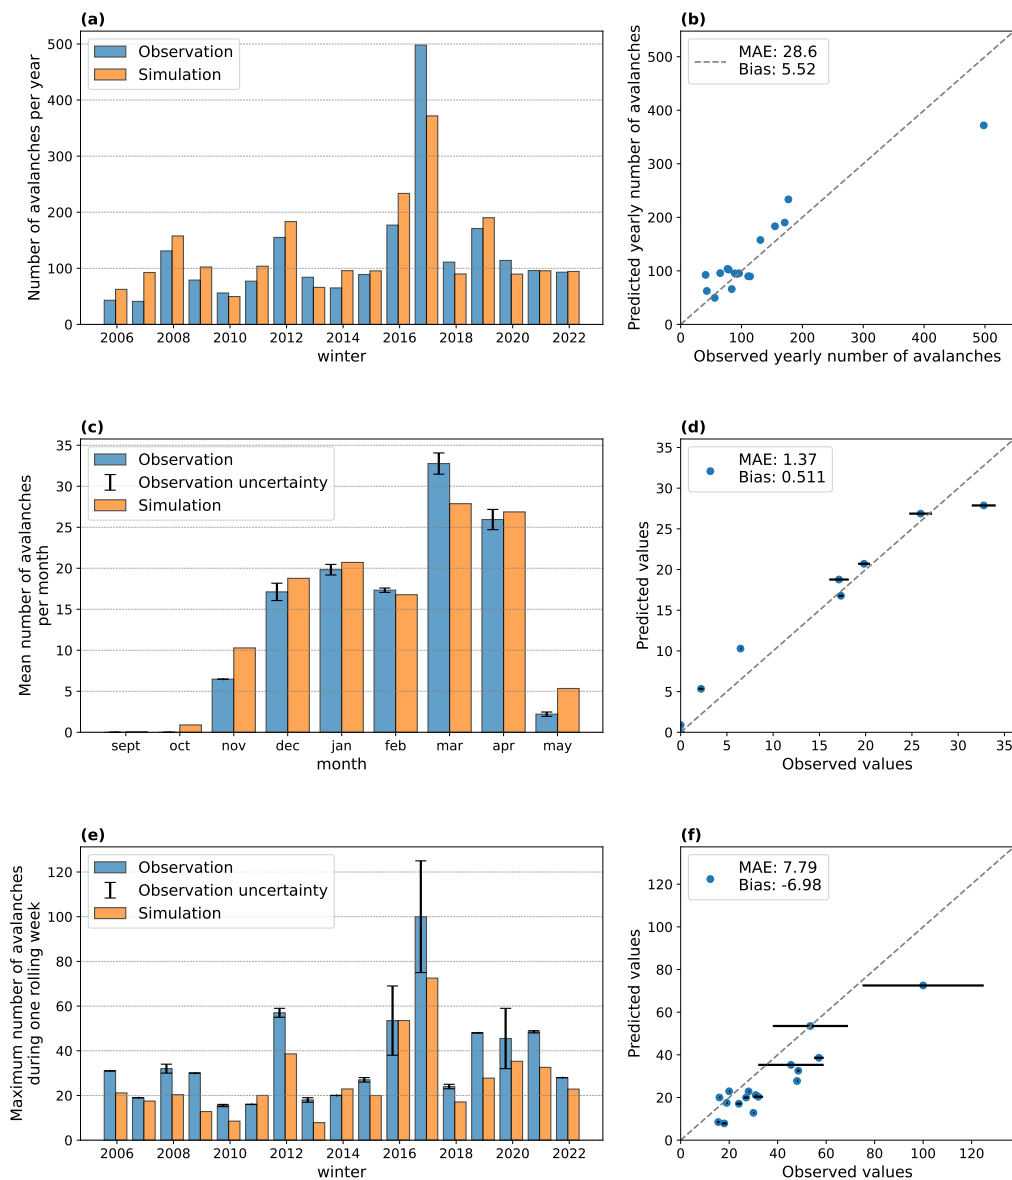 (a)
500
400
300
200
100
0
Number of avalanches per year
Observation
Simulation
2006 2008 2010 2012 2014 2016 2018 2020 2022
winter
(b)
500
400
300
200
100
0
Predicted yearly number of avalanches
MAE: 28.6
Bias: 5.52
0 100 200 300 400 500
Observed yearly number of avalanches
(c)
35
30
25
20
15
10
5
0
Mean number of avalanches
per month
Observation
Observation uncertainty
Simulation
sept oct nov dec jan feb mar apr may
month
(d)
35
30
25
20
15
10
5
0
Predicted values
MAE: 1.37
Bias: 0.511
0 5 10 15 20 25 30 35
Observed values
(e)
120
100
80
60
40
20
0
Maximum number of avalanches
during one rolling week
Observation
Observation uncertainty
Simulation
2006 2008 2010 2012 2014 2016 2018 2020 2022
winter
(f)
120
100
80
60
40
20
0
Predicted values
MAE: 7.79
Bias: -6.98
0 20 40 60 80 100 120
Observed values